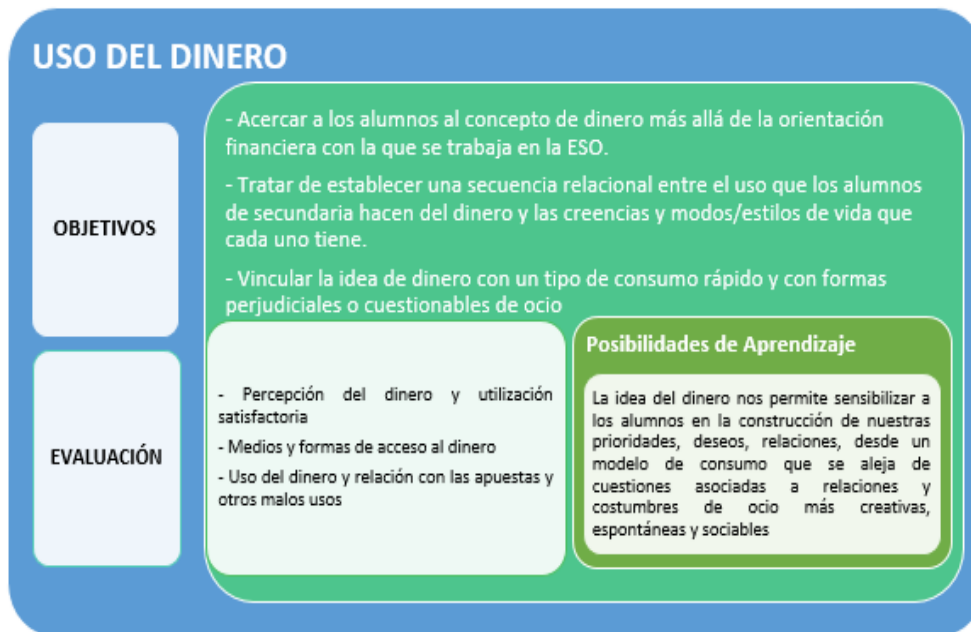 USO DEL DINERO
OBJETIVOS
- Acercar a los alumnos al concepto de dinero más allá de la orientación
financiera con la que se trabaja en la ESO.
- Tratar de establecer una secuencia relacional entre el uso que los alumnos
de secundaria hacen del dinero y las creencias y modos/estilos de vida que
cada uno tiene.
- Vincular la idea de dinero con un tipo de consumo rápido y con formas
perjudiciales o cuestionables de ocio
EVALUACIÓN
- Percepción del dinero y utilización
satisfactoria
- Medios y formas de acceso al dinero
- Uso del dinero y relación con las apuestas y
otros malos usos
Posibilidades de Aprendizaje
La idea del dinero nos permite sensibilizar a
los alumnos en la construcción de nuestras
prioridades, deseos, relaciones, desde un
modelo de consumo que se aleja de
cuestiones asociadas a relaciones y
costumbres de ocio más creativas,
espontáneas y sociables